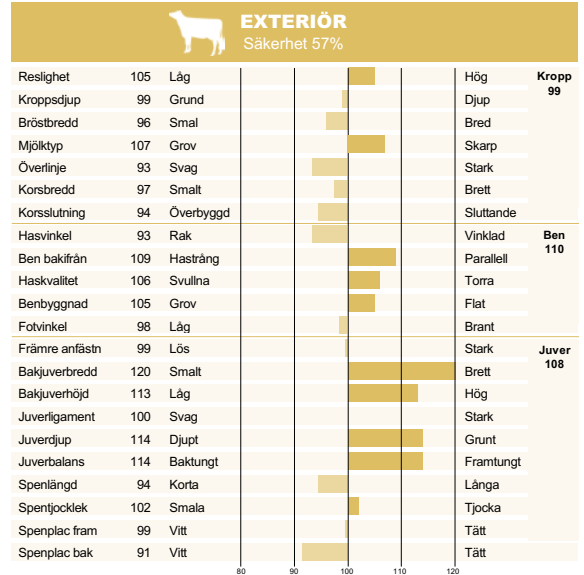 EXTERIÖR
Säkerhet 57%
Reslighet 105 Låg Hög Kropp
Kroppsdjup 99 Grund Djup 99
Bröstbredd 96 Smal Bred
Mjölktyp 107 Grov Skarp
Överlinje 93 Svag Stark
Korsbredd 97 Smalt Brett
Korsslutning 94 Överbyggd Sluttande
Hasvinkel 93 Rak Vinklad Ben
Ben bakifrån 109 Hastrång Parallell 110
Haskvalitet 106 Svullna Torra
Benbyggnad 105 Grov Flat
Fotvinkel 98 Låg Brant
Främre anfästn 99 Lös Stark Juver
Bakjuverbredd 120 Smalt Brett 108
Bakjuverhöjd 113 Låg Hög
Juverligament 100 Svag Stark
Juverdjup 114 Djupt Grunt
Juverbalans 114 Baktungt Framtungt
Spenlängd 94 Korta Långa
Spentjocklek 102 Smala Tjocka
Spenplac fram 99 Vitt Tätt
Spenplac bak 91 Vitt Tätt
80 90 100 110 120